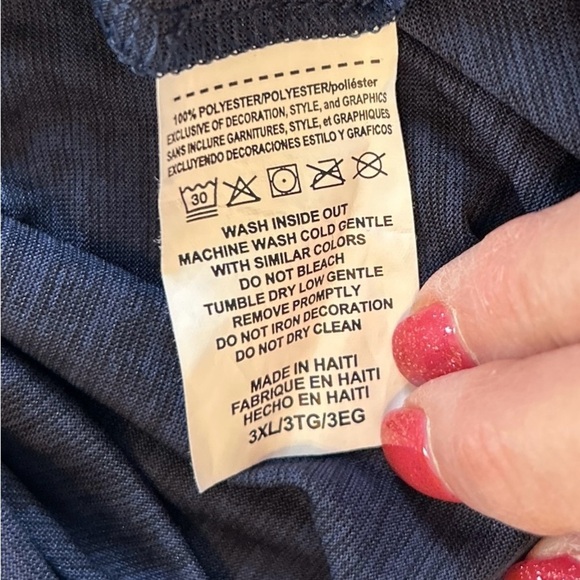 100% POLYESTER/POLYESTER/poliéster
EXCLUSIVE OF DECORATION, STYLE, and GRAPHICS
SANS INCLURE GARNITURES, STYLE, et GRAPHIQUES
EXCLUYENDO DECORACIONES ESTILO Y GRAFICOS
30
WASH INSIDE OUT
MACHINE WASH COLD GENTLE
WITH SIMILAR COLORS
DO NOT BLEACH
TUMBLE DRY LOW GENTLE
REMOVE PROMPTLY
DO NOT IRON DECORATION
DO NOT DRY CLEAN
MADE IN HAITI
FABRIQUE EN HAITI
HECHO EN HAITI
3XL/3TG/3EG